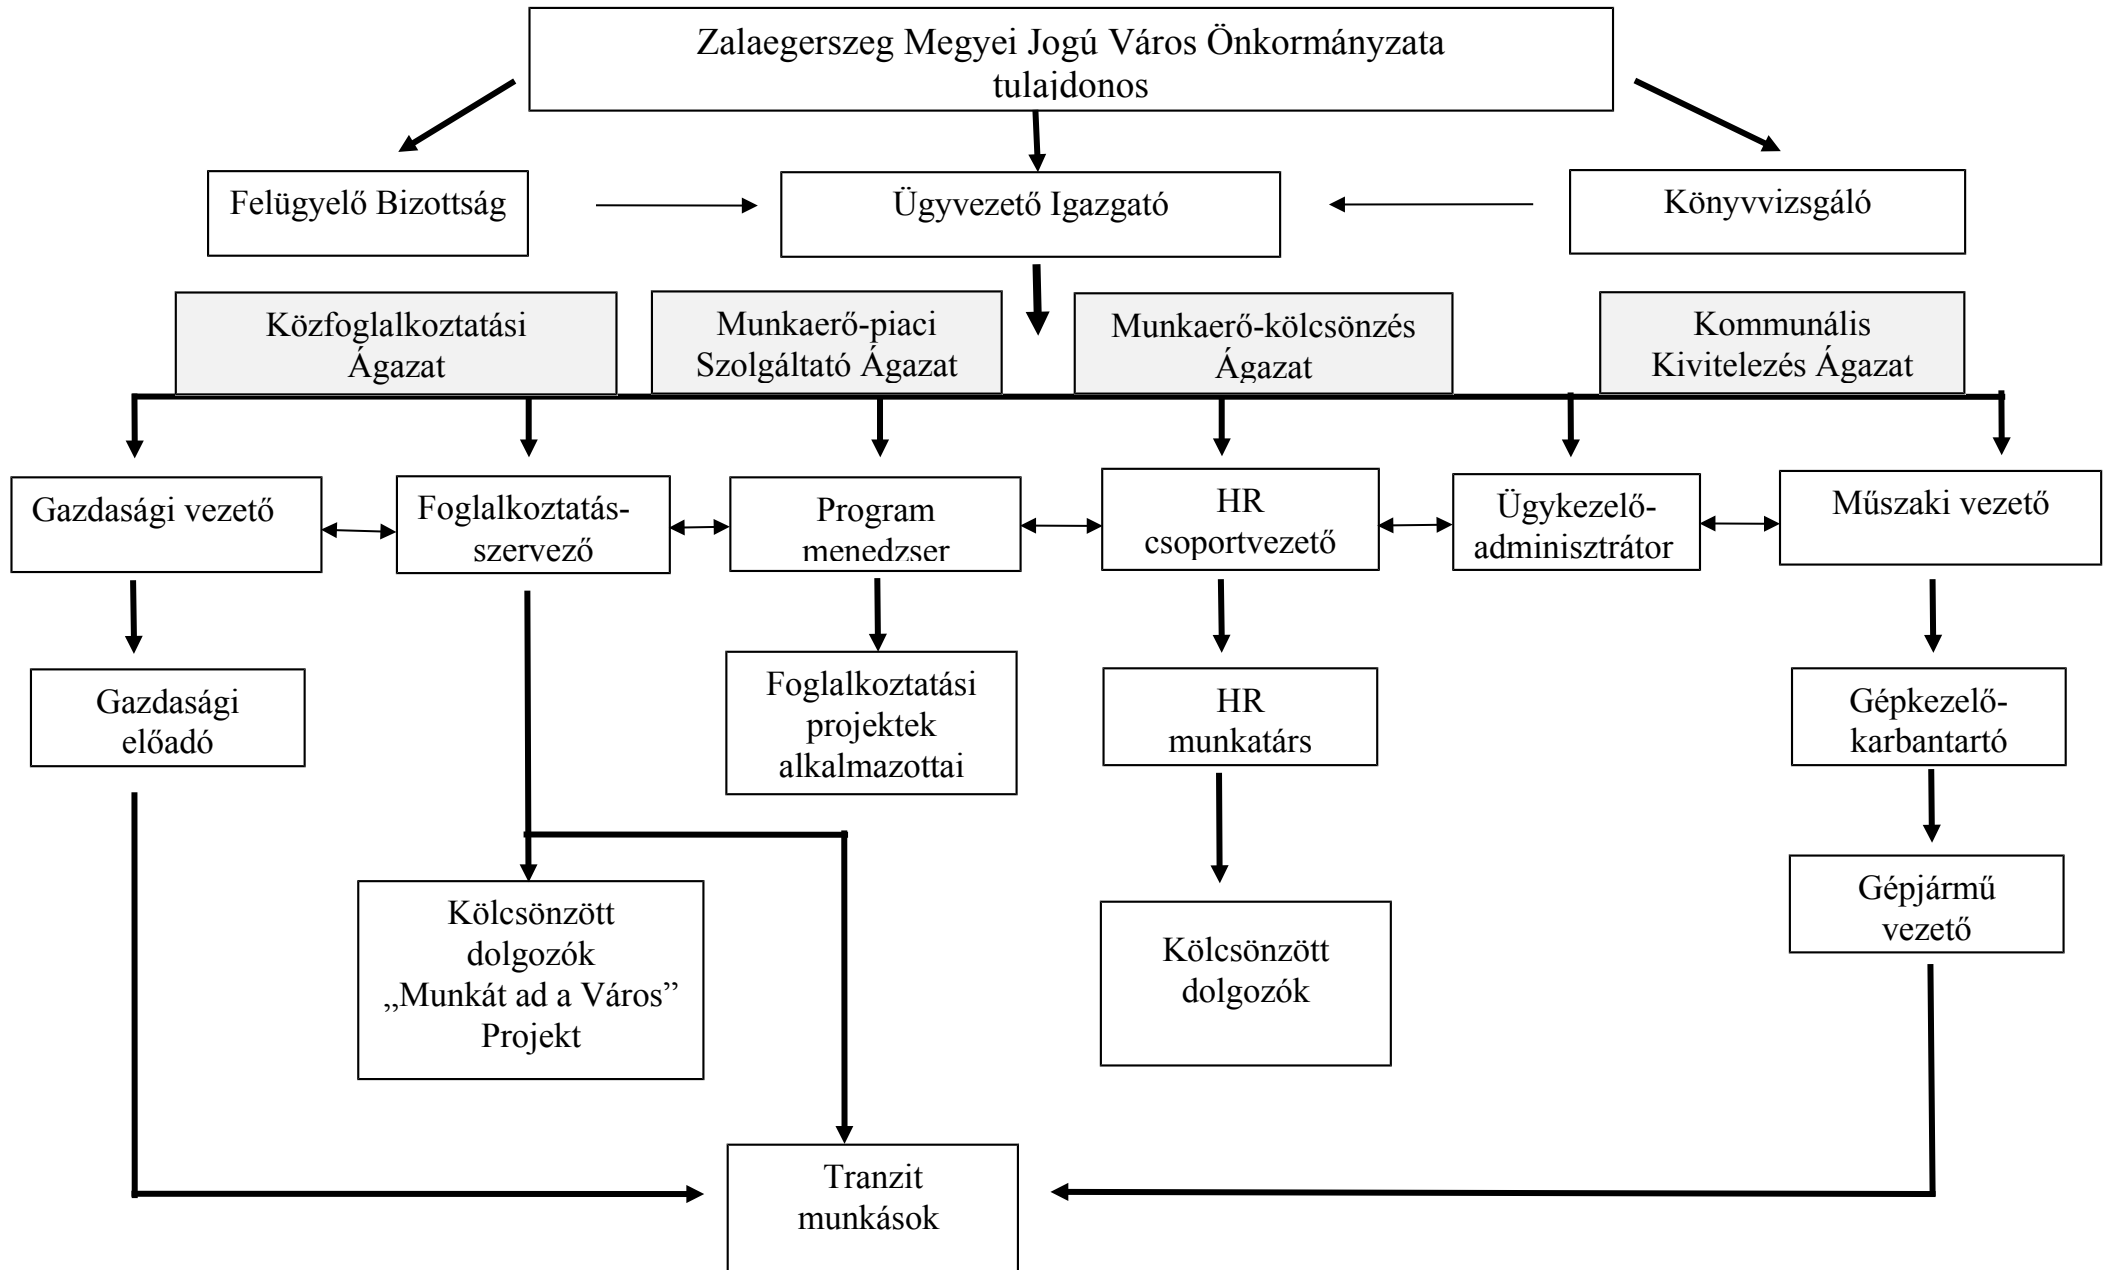 Zalaegerszeg Megyei Jogú Város Önkormányzata
tulajdonos
Felügyelő Bizottság
Ügyvezető Igazgató
Könyvvizsgáló
Közfoglalkoztatási
Ágazat
Munkaerő-piaci
Szolgáltató Ágazat
Munkaerő-kölcsönzés
Ágazat
Kommunális
Kivitelezés Ágazat
Gazdasági vezető
Foglalkoztatás-
szervező
Program
menedzser
HR
csoportvezető
Ügykezelő-
adminisztrátor
Műszaki vezető
Gazdasági
előadó
Foglalkoztatási
projektek
alkalmazottai
HR
munkatárs
Gépkezelő-
karbantartó
Kölcsönzött
dolgozók
„Munkát ad a Város”
Projekt
Kölcsönzött
dolgozók
Gépjármű
vezető
Tranzit
munkások